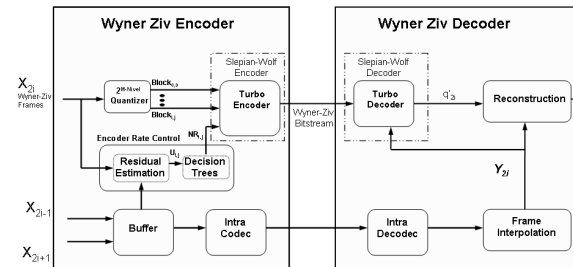 Wyner Ziv Encoder
Wyner Ziv Decoder
Slepian-Wolf
Encoder
Slepian-Wolf
Decoder
X2i
Wyner-Ziv
Frames
2M-Nivel
Quantizer
Block0,0
Blocki,j
Turbo
Encoder
Wyner-Ziv
Bitstream
Turbo
Decoder
q'2i
Reconstruction
Encoder Rate Control
NRi,j
Residual
Estimation
ui,j
Decision
Trees
Y2i
X2i-1
X2i+1
Buffer
Intra
Codec
Intra
Decodec
Frame
Interpolation